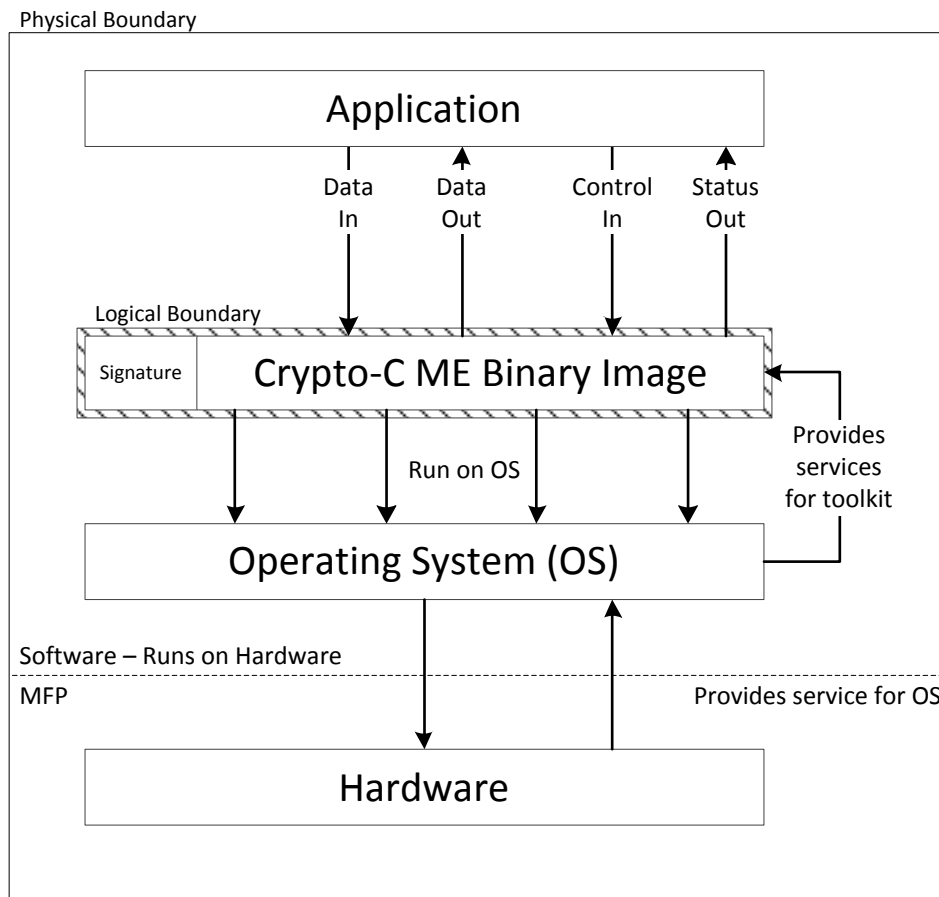 Physical Boundary
Application
Data
In
Data
Out
Control
In
Status
Out
Logical Boundary
Signature
Crypto-C ME Binary Image
Run on OS
Provides
services
for toolkit
Operating System (OS)
Software – Runs on Hardware
MFP
Provides service for OS
Hardware